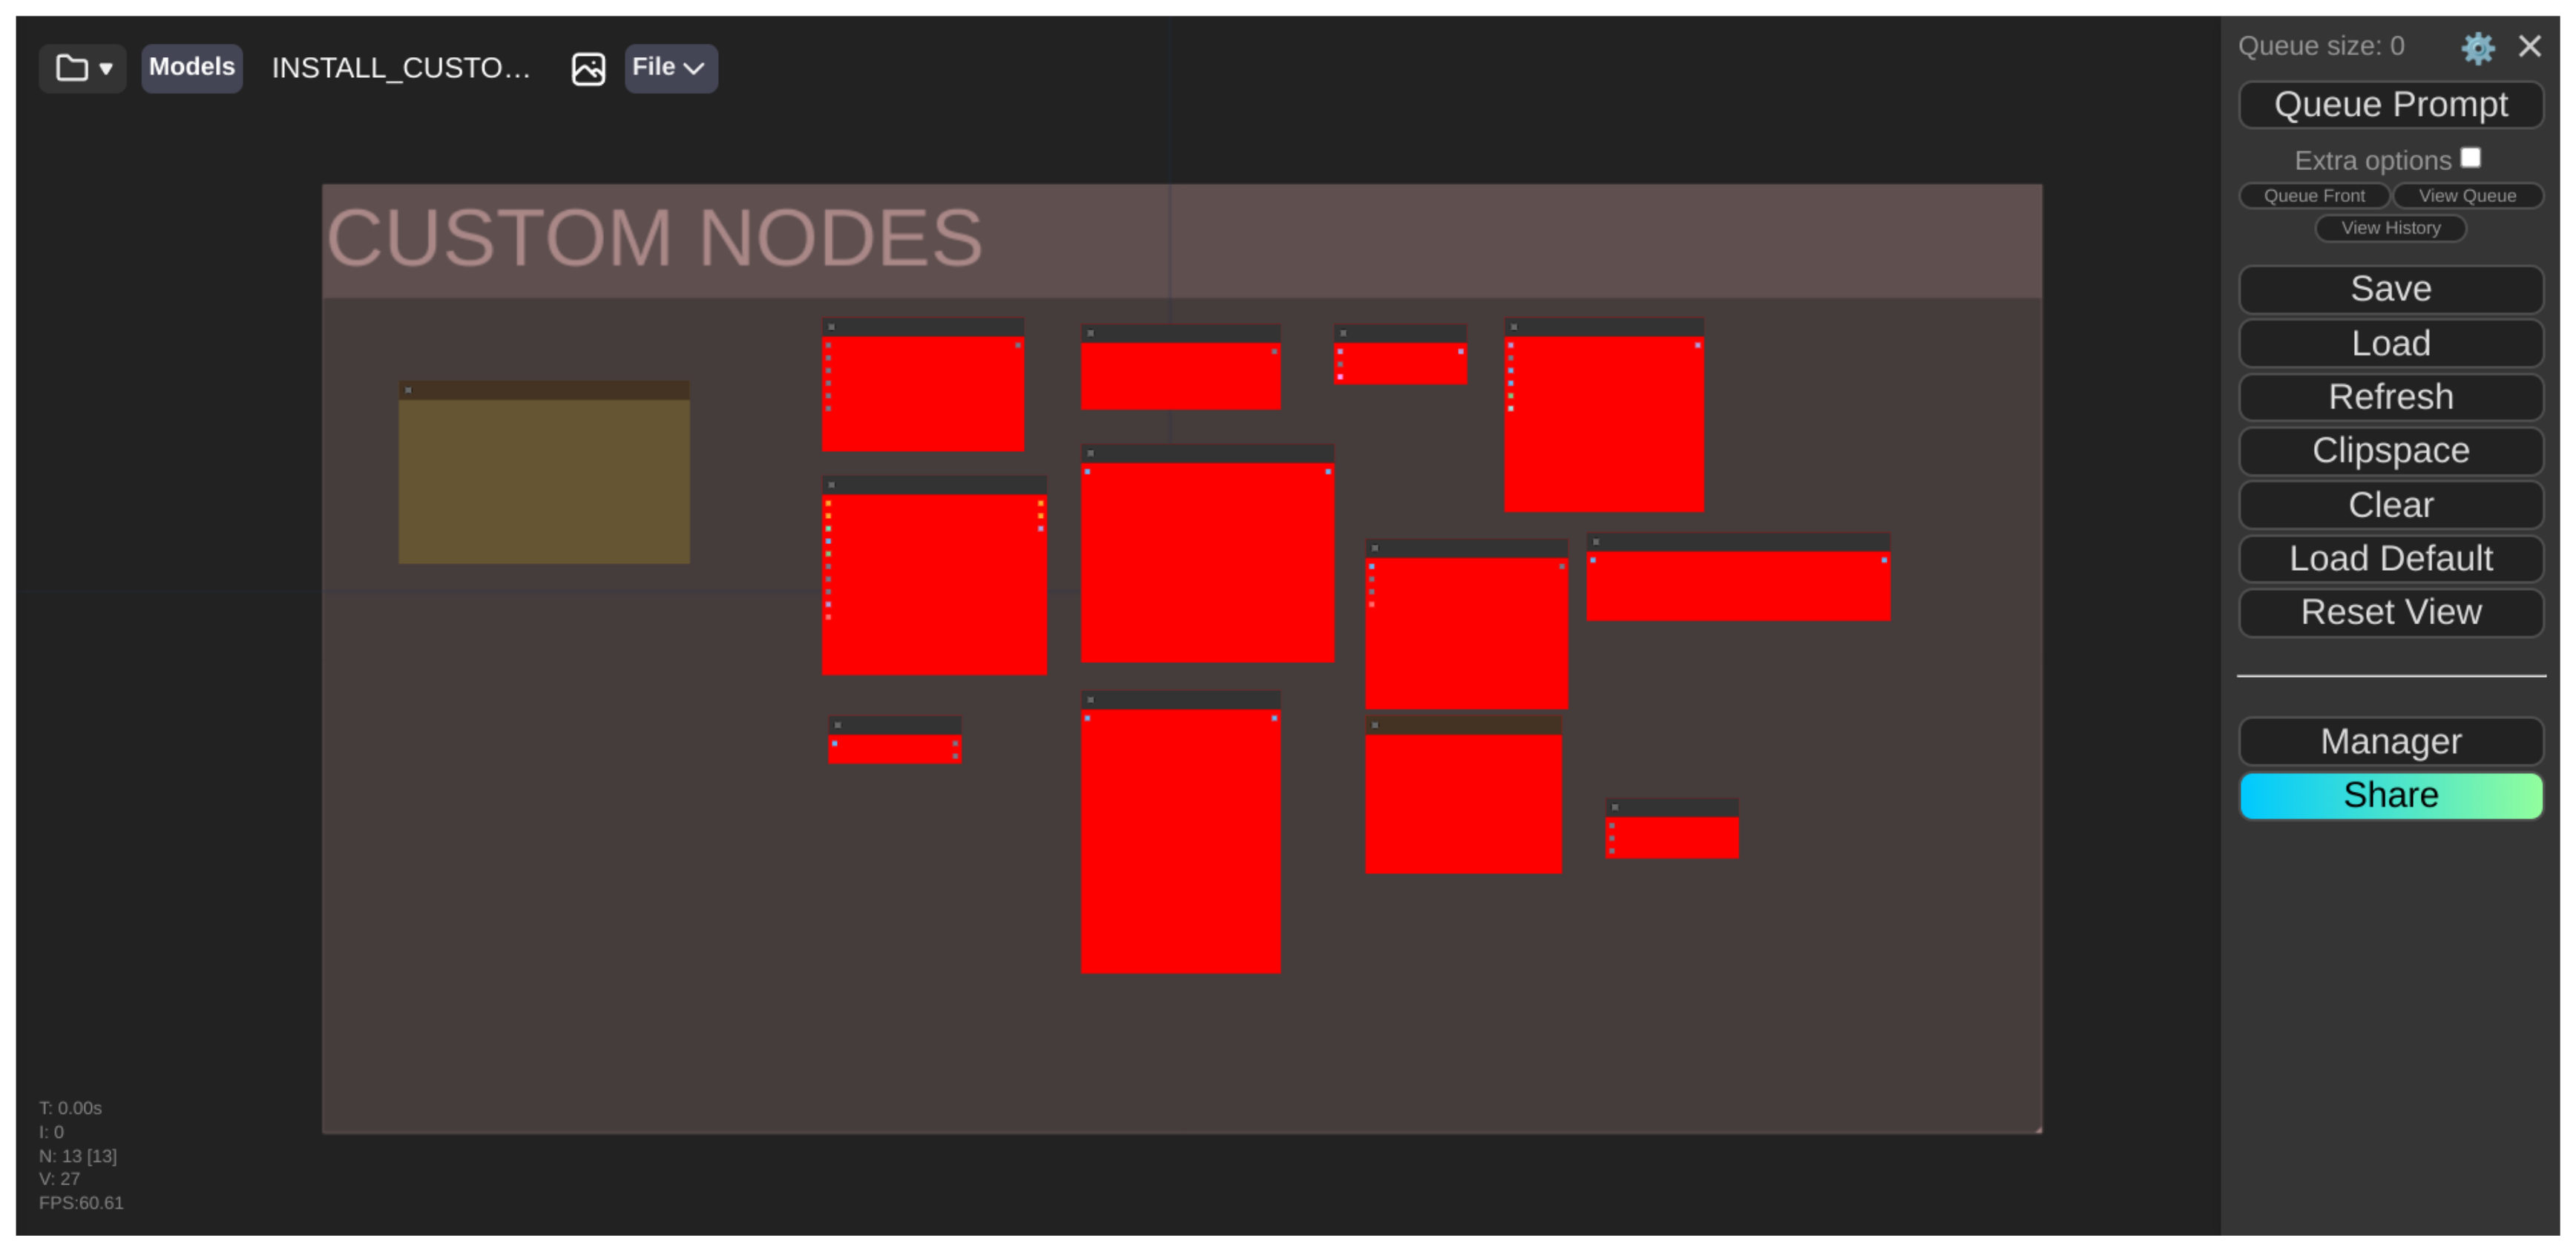 Models
INSTALL_CUSTO...
File
Queue size: 0
Queue Prompt
Extra options
Queue Front
View Queue
View History
Save
Load
Refresh
Clipspace
Clear
Load Default
Reset View
Manager
Share
CUSTOM NODES
T: 0.00s
I: 0
N: 13 [13]
V: 27
FPS:60.61